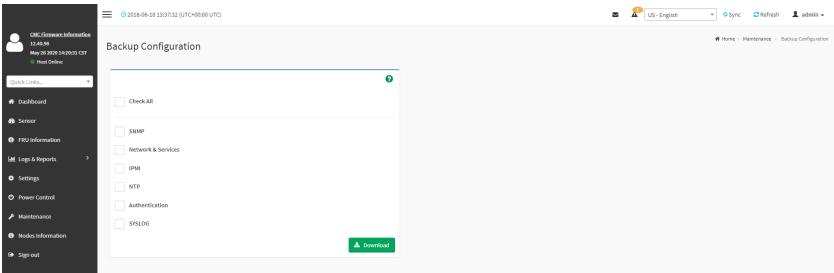 CMC Firmware Information
12.40.98
May 26 2020 14:20:31 CST
Host Online
Quick Links...
Dashboard
Sensor
FRU Information
Logs & Reports
Settings
Power Control
Maintenance
Nodes Information
Sign out
2018-06-18 13:37:32 (UTC+00:00 UTC)
US - English
Sync
Refresh
admin
Backup Configuration
Home > Maintenance > Backup Configuration
Check All
SNMP
Network & Services
IPMI
NTP
Authentication
SYSLOG
Download